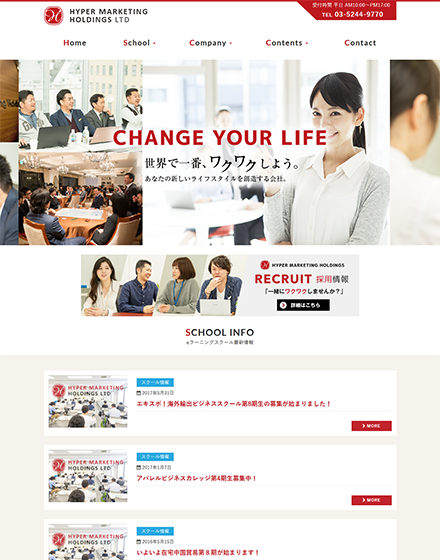 HYPER MARKETING
HOLDINGS LTD
受付時間 平日 AM10:00〜PM17:00
TEL 03-5244-9770
Home
School
Company
Contents
Contact
CHANGE YOUR LIFE
世界で一番、ワクワクしよう。
あなたの新しいライフスタイルを創造する会社。
HYPER MARKETING HOLDINGS
RECRUIT 採用情報
「一緒にワクワクしませんか？」
詳細はこちら
SCHOOL INFO
eラーニングスクール最新情報
HYPER MARKETING
HOLDINGS LTD
スクール情報
2017年5月31日
エキスポ！海外輸出ビジネススクール第8期生の募集が始まりました！
MORE
HYPER MARKETING
HOLDINGS LTD
スクール情報
2017年1月7日
アパレルビジネスカレッジ第4期生募集中！
MORE
HYPER MARKETING
HOLDINGS LTD
スクール情報
2016年5月15日
いよいよ在宅中国貿易第８期が始まります！